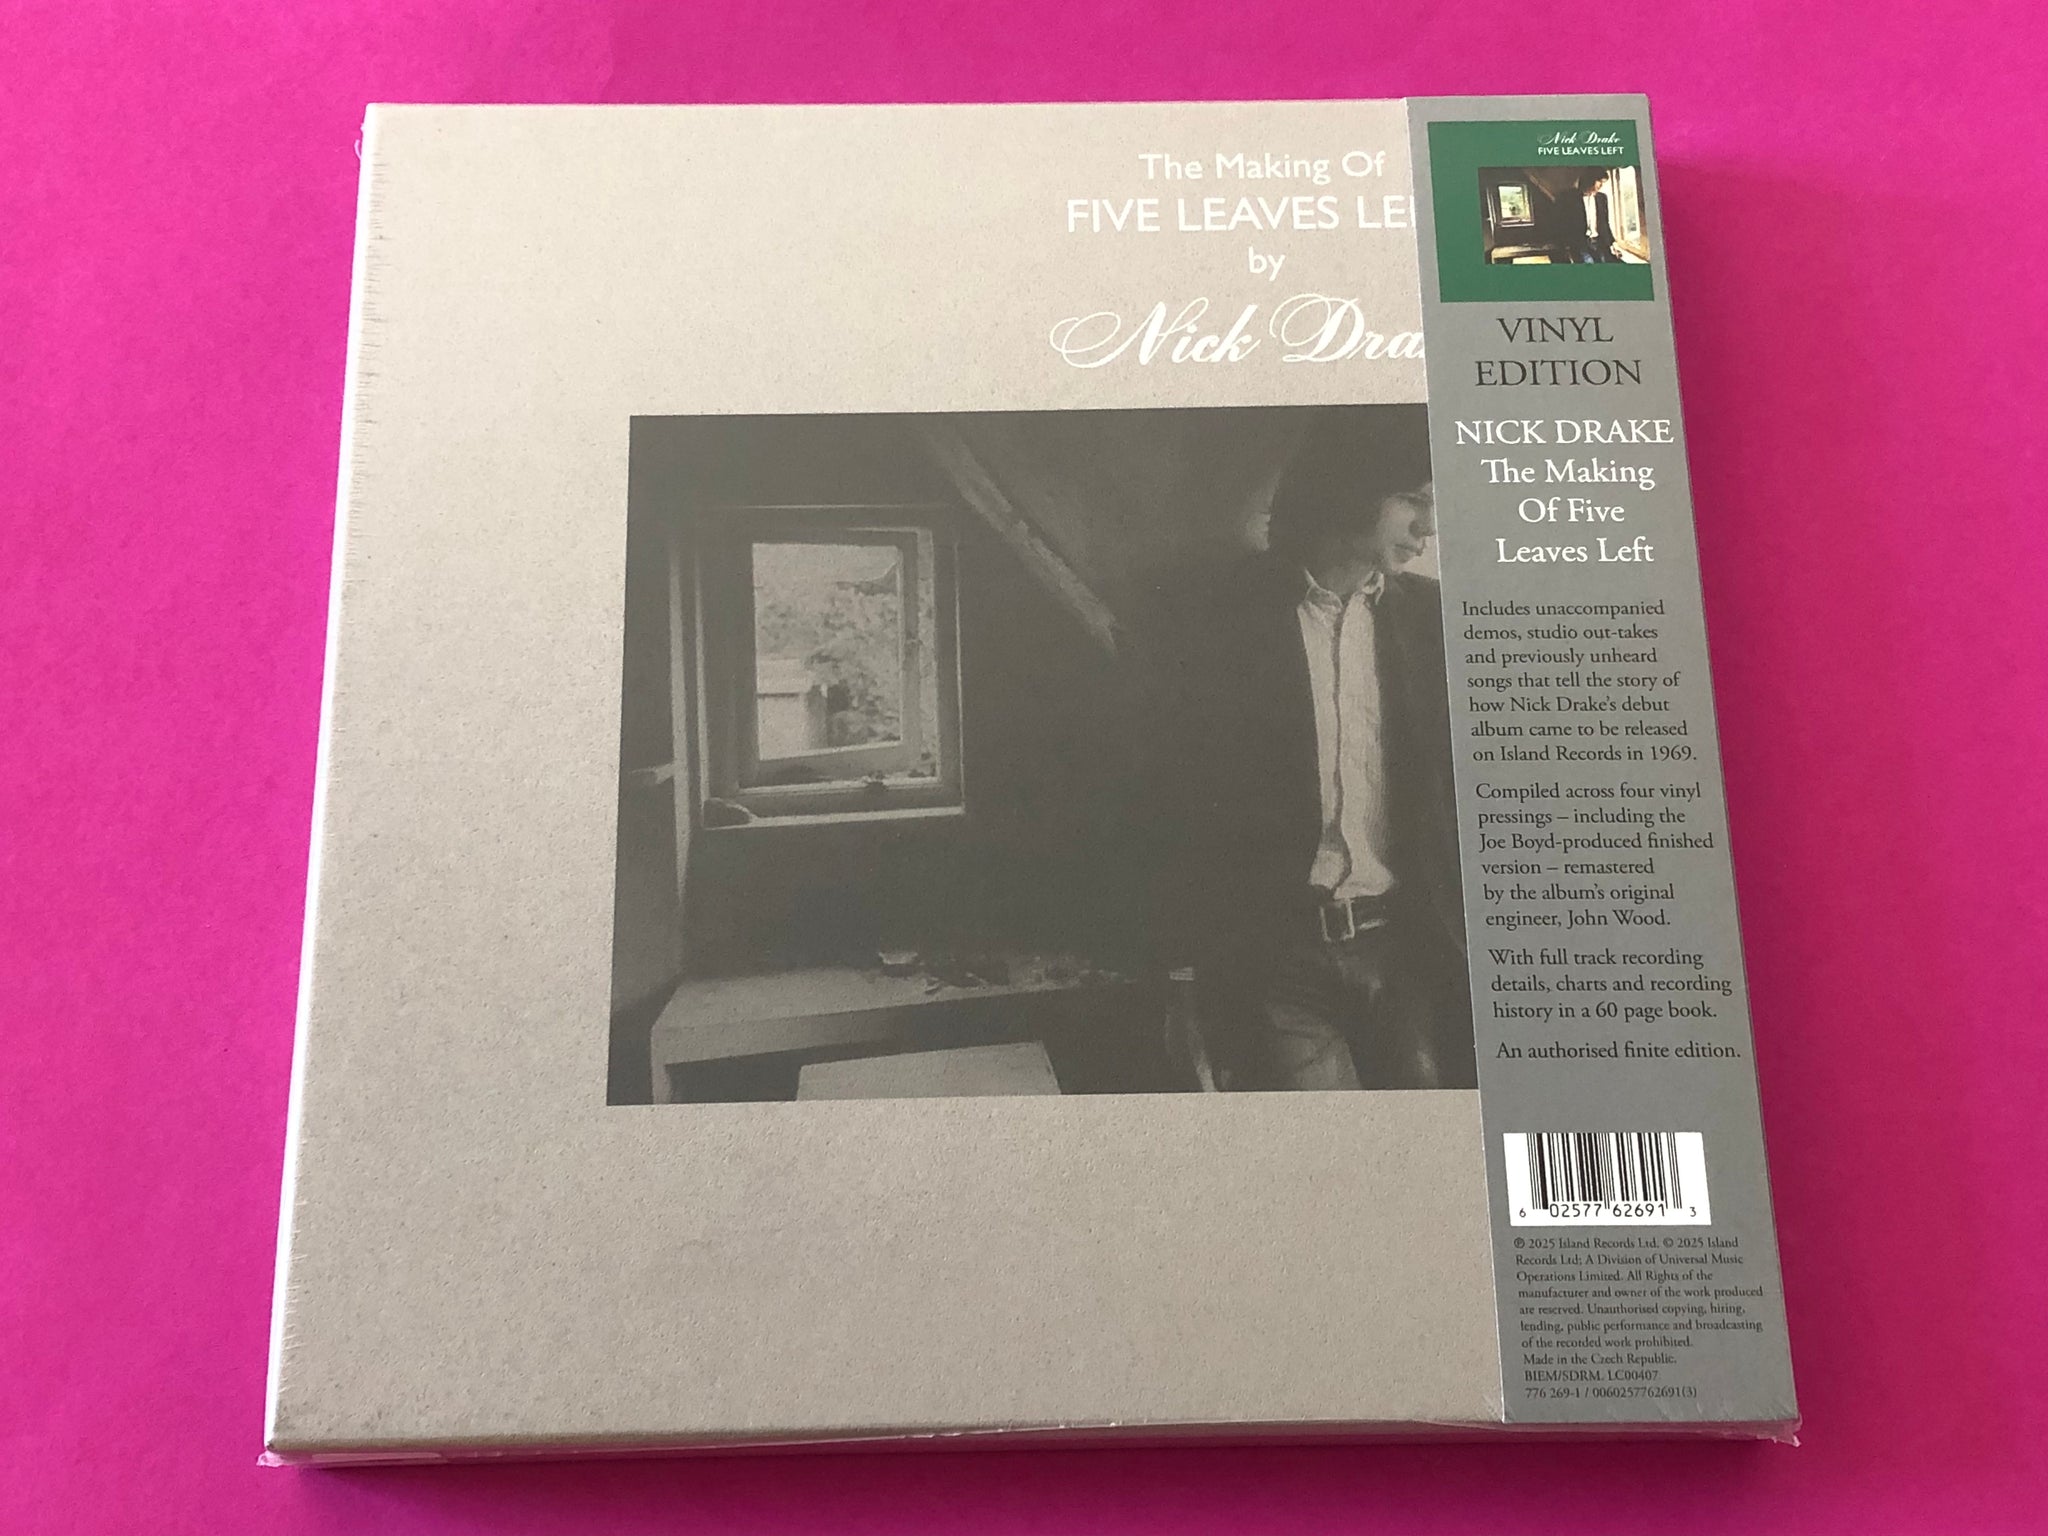 The Making Of
FIVE LEAVES LEF
by
Nick Dra
Nick Drake
FIVE LEAVES LEFT
VINYL
EDITION
NICK DRAKE
The Making
Of Five
Leaves Left
Includes unaccompanied
demos, studio out-takes
and previously unheard
songs that tell the story of
how Nick Drake's debut
album came to be released
on Island Records in 1969.
Compiled across four vinyl
pressings – including the
Joe Boyd-produced finished
version – remastered
by the album's original
engineer, John Wood.
With full track recording
details, charts and recording
history in a 60 page book.
An authorised finite edition.
6 02577 62691 3
℗ 2025 Island Records Ltd. © 2025 Island
Records Ltd; A Division of Universal Music
Operations Limited. All Rights of the
manufacturer and owner of the work produced
are reserved. Unauthorised copying, hiring,
lending, public performance and broadcasting
of the recorded work prohibited.
Made in the Czech Republic.
BIEM/SDRM. LC00407
776 269-1 / 0060257762691(3)